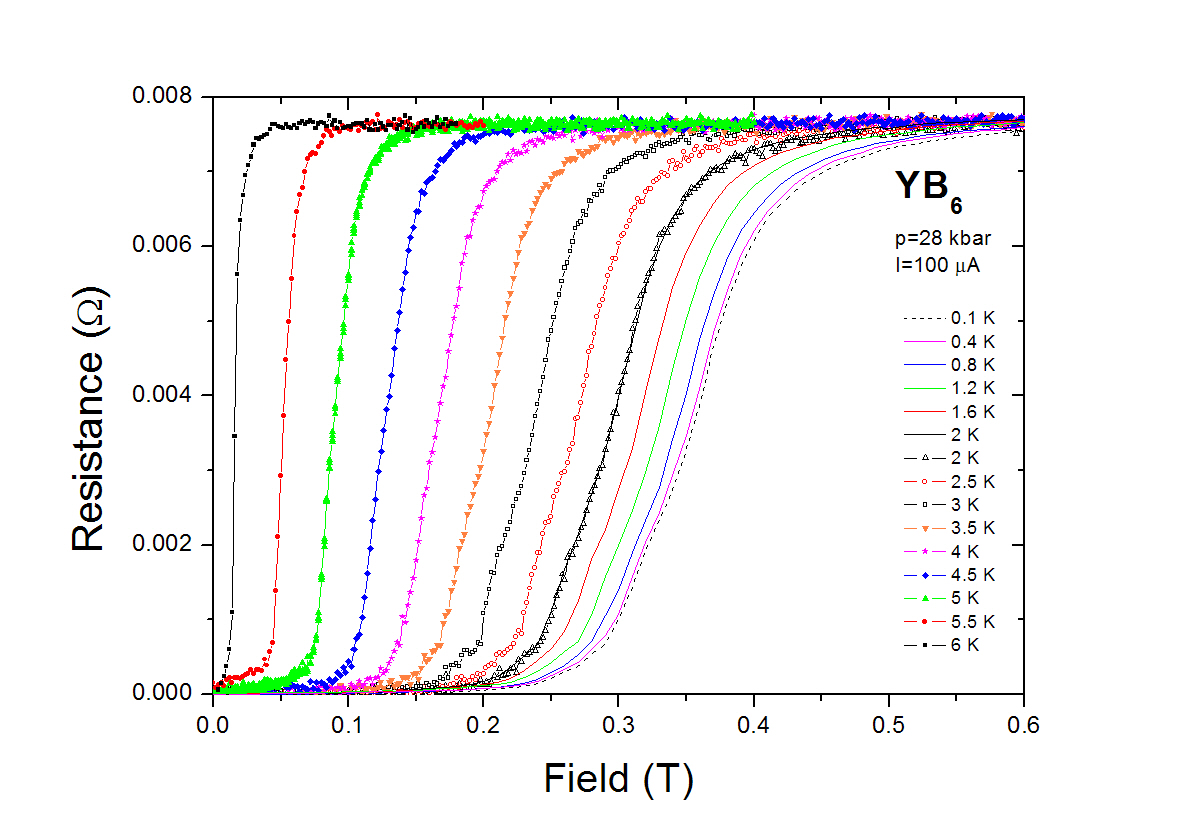 0.008
0.006
0.004
0.002
0.000
Resistance (Ω)
0.0 0.1 0.2 0.3 0.4 0.5 0.6
Field (T)
YB6
p=28 kbar
I=100 μA
0.1 K
0.4 K
0.8 K
1.2 K
1.6 K
2 K
2 K
2.5 K
3 K
3.5 K
4 K
4.5 K
5 K
5.5 K
6 K